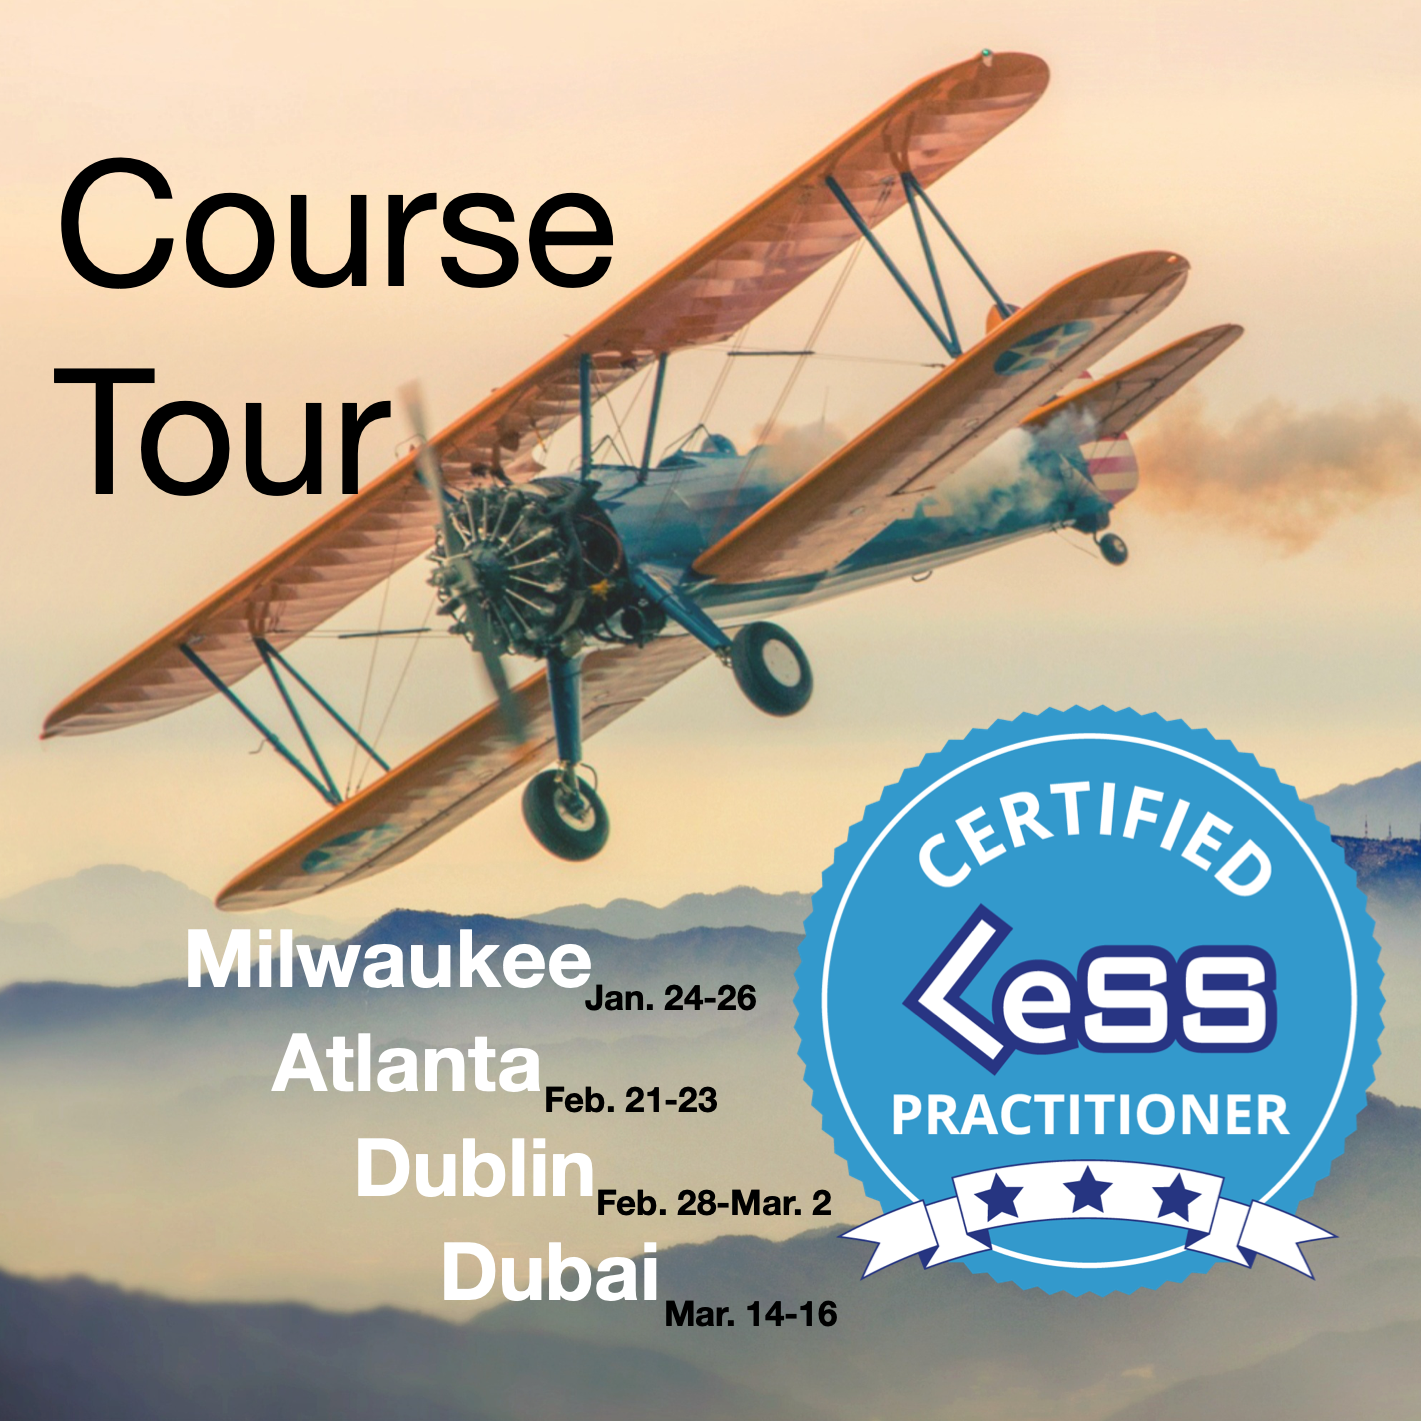 Course
Tour
Milwaukee
Jan. 24-26
Atlanta
Feb. 21-23
Dublin
Feb. 28-Mar. 2
Dubai
Mar. 14-16
CERTIFIED
LeSS
PRACTITIONER